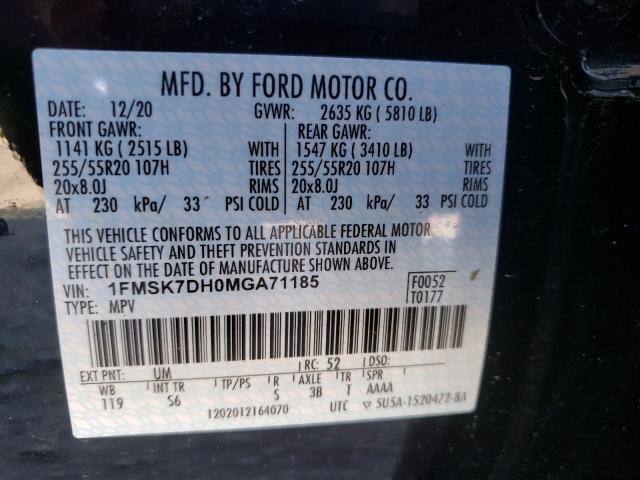 MFD. BY FORD MOTOR CO.
DATE: 12/20 GVWR: 2635 KG ( 5810 LB)
FRONT GAWR: REAR GAWR:
1141 KG ( 2515 LB) WITH 1547 KG ( 3410 LB) WITH
255/55R20 107H TIRES 255/55R20 107H TIRES
20x8.0J RIMS 20x8.0J RIMS
AT 230 kPa/ 33 PSI COLD AT 230 kPa/ 33 PSI COLD
THIS VEHICLE CONFORMS TO ALL APPLICABLE FEDERAL MOTOR
VEHICLE SAFETY AND THEFT PREVENTION STANDARDS IN
EFFECT ON THE DATE OF MANUFACTURE SHOWN ABOVE.
VIN: 1FMSK7DH0MGA71185 F0052
TYPE: MPV T0177
EXT PNT: UM RC: 52 DSO:
WB INT TR TP/PS R AXLE TR SPR
119 S6 S 3B T AAAA
1202012164070 UTC ▽ 5U5A-1520472-BA